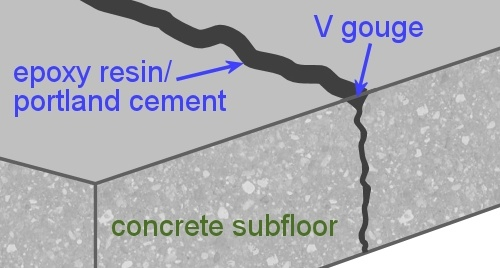 V gouge
epoxy resin/
portland cement
concrete subfloor